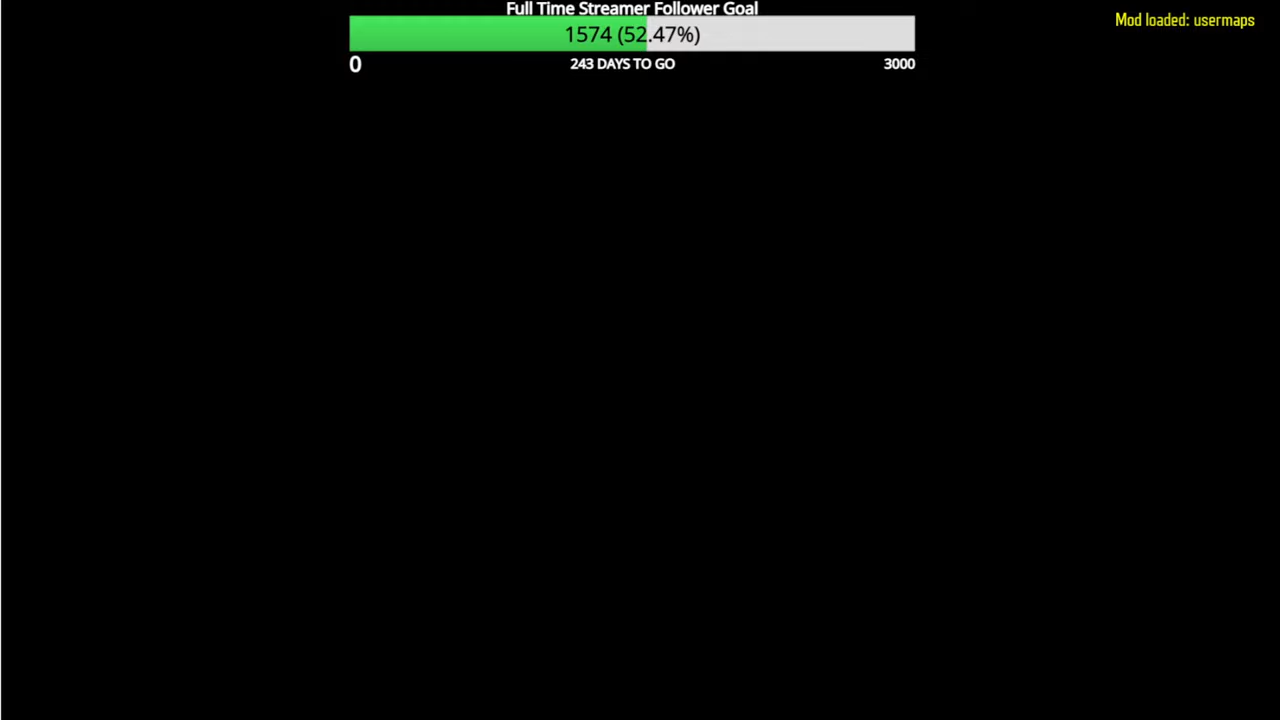 Full Time Streamer Follower Goal
Mod loaded: usermaps
1574 (52.47%)
0 243 DAYS TO GO 3000